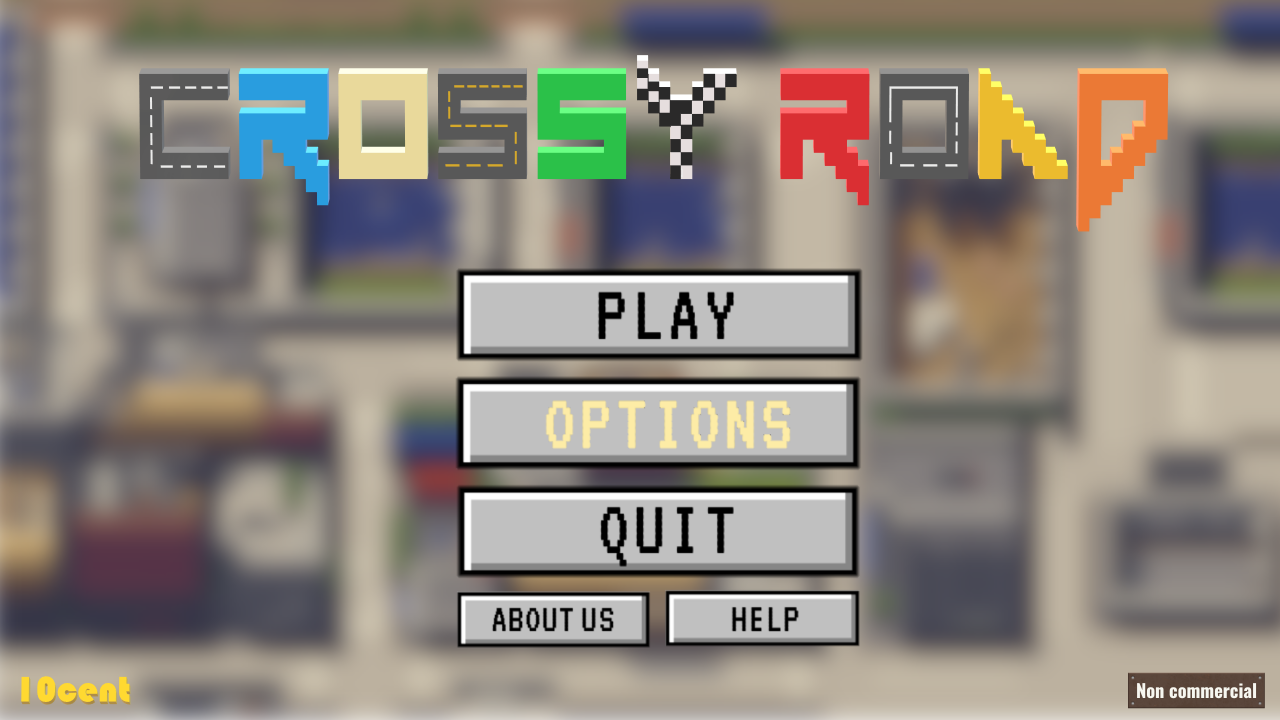 CROSSY ROAD
PLAY
OPTIONS
QUIT
ABOUT US
HELP
10cent
Non commercial